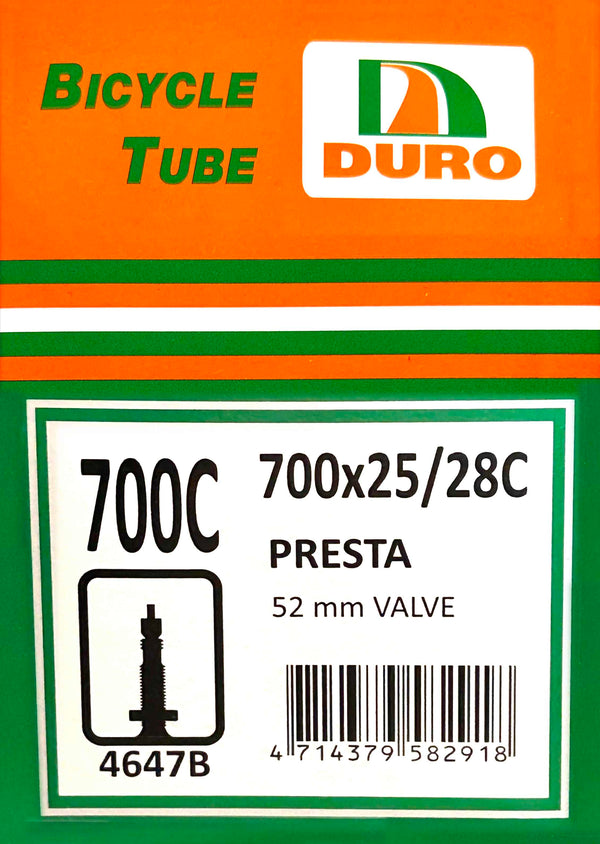 BICYCLE
TUBE
DURO
700C
700x25/28C
PRESTA
52 mm VALVE
4647B
4 714379 582918